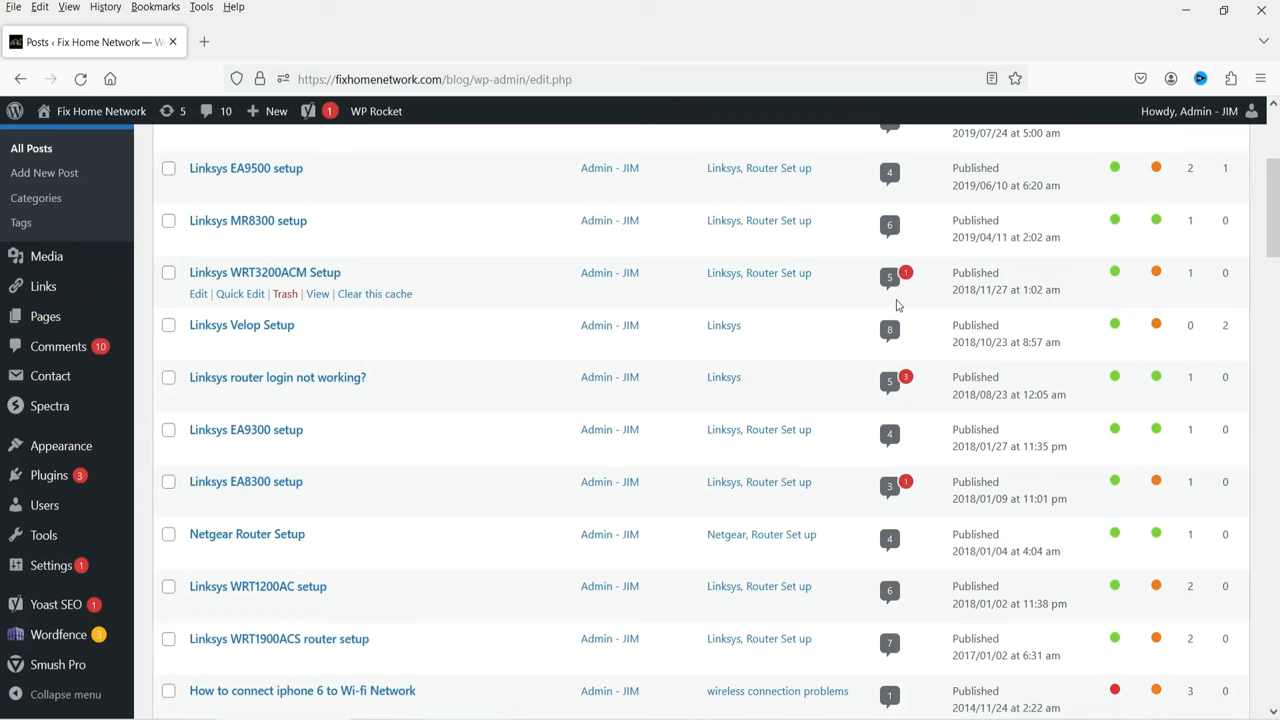 File Edit View History Bookmarks Tools Help
Posts ‹ Fix Home Network — W
https://fixhomenetwork.com/blog/wp-admin/edit.php
Fix Home Network 5 10 New 1 WP Rocket Howdy, Admin - JIM
All Posts
Add New Post
Categories
Tags
Media
Links
Pages
Comments 10
Contact
Spectra
Appearance
Plugins 3
Users
Tools
Settings 1
Yoast SEO 1
Wordfence 3
Smush Pro
Collapse menu
2019/07/24 at 5:00 am
Linksys EA9500 setup Admin - JIM Linksys, Router Set up 4 Published 2 1
2019/06/10 at 6:20 am
Linksys MR8300 setup Admin - JIM Linksys, Router Set up 6 Published 1 0
2019/04/11 at 2:02 am
Linksys WRT3200ACM Setup Admin - JIM Linksys, Router Set up 5 1 Published 1 0
Edit | Quick Edit | Trash | View | Clear this cache 2018/11/27 at 1:02 am
Linksys Velop Setup Admin - JIM Linksys 8 Published 0 2
2018/10/23 at 8:57 am
Linksys router login not working? Admin - JIM Linksys 5 3 Published 1 0
2018/08/23 at 12:05 am
Linksys EA9300 setup Admin - JIM Linksys, Router Set up 4 Published 1 0
2018/01/27 at 11:35 pm
Linksys EA8300 setup Admin - JIM Linksys, Router Set up 3 1 Published 1 0
2018/01/09 at 11:01 pm
Netgear Router Setup Admin - JIM Netgear, Router Set up 4 Published 1 0
2018/01/04 at 4:04 am
Linksys WRT1200AC setup Admin - JIM Linksys, Router Set up 6 Published 2 0
2018/01/02 at 11:38 pm
Linksys WRT1900ACS router setup Admin - JIM Linksys, Router Set up 7 Published 2 0
2017/01/02 at 6:31 am
How to connect iphone 6 to Wi-fi Network Admin - JIM wireless connection problems 1 Published 3 0
2014/11/24 at 2:22 am